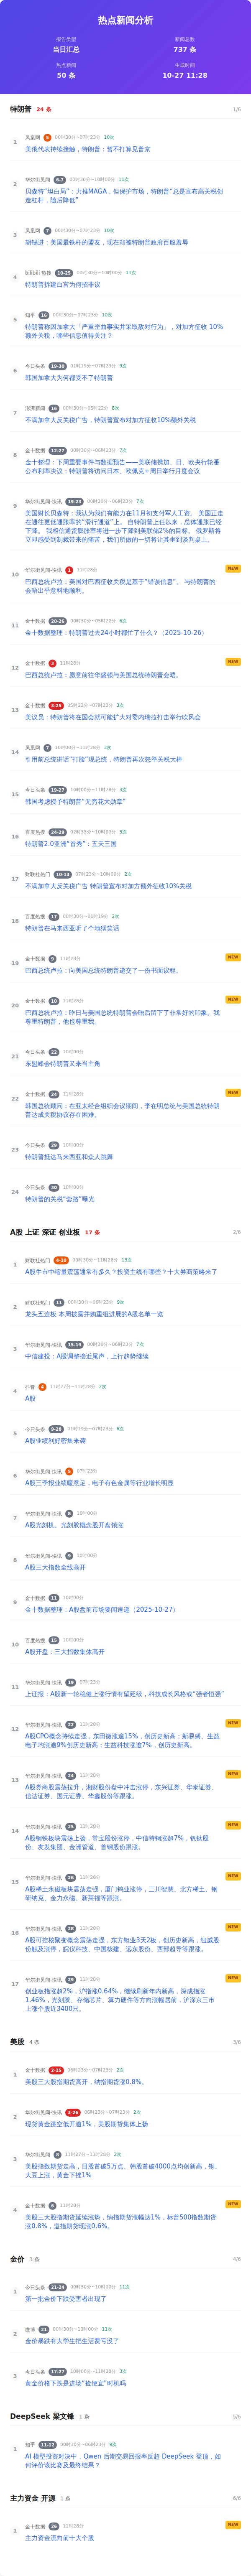 热点新闻分析
报告类型
当日汇总
新闻总数
737 条
热点新闻
50 条
生成时间
10-27 11:28
特朗普 24 条 1/6
1 凤凰网 00时30分~07时23分 10次
美俄代表持续接触，特朗普：暂不打算见普京
2 华尔街见闻 6-7 00时30分~10时00分 11次
贝森特“坦白局”：力推MAGA，但保护市场，特朗普“总是宣布高关税创造杠杆，随后降低”
3 凤凰网 7 00时30分~07时23分 10次
胡锡进：美国最铁杆的盟友，现在却被特朗普政府百般羞辱
4 bilibili 热搜 10-25 00时30分~10时00分 11次
特朗普拆建白宫为何招非议
5 知乎 00时30分~07时23分 10次
特朗普称因加拿大「严重歪曲事实并采取敌对行为」，对加方征收 10% 额外关税，哪些信息值得关注？
6 今日头条 19-30 01时19分~07时23分 9次
韩国加拿大为何都受不了特朗普
7 澎湃新闻 00时30分~05时22分 8次
不满加拿大反关税广告，特朗普宣布对加方征收10%额外关税
8 金十数据 12-27 00时30分~06时23分 7次
金十整理：下周重要事件与数据预告——美联储携加、日、欧央行轮番公布利率决议；特朗普将访问日本、欧佩克+周日举行月度会议
9 华尔街见闻-快讯 19-23 00时30分~06时23分 7次
美国财长贝森特：我认为我们有能力在11月初支付军人工资。 美国正走在通往更低通胀率的“滑行通道”上。 自特朗普上任以来，总体通胀已经下降。 我相信通货膨胀率将进一步下降到美联储2%的目标。 俄罗斯将立即感受到制裁带来的痛苦，我们所做的一切将让其坐到谈判桌上。
10 华尔街见闻-快讯 1 11时28分 NEW
巴西总统卢拉：美国对巴西征收关税是基于“错误信息”。 与特朗普的会晤出乎意料地顺利。
11 金十数据 20-26 00时30分~05时22分 6次
金十数据整理：特朗普过去24小时都忙了什么？（2025-10-26）
12 金十数据 3 11时28分 NEW
巴西总统卢拉：愿意前往华盛顿与美国总统特朗普会晤。
13 金十数据 3-25 05时22分~07时23分 3次
美议员：特朗普将在国会就可能扩大对委内瑞拉打击举行吹风会
14 凤凰网 7 10时00分~11时28分 3次
引用前总统讲话“打脸”现总统，特朗普再次怒举关税大棒
15 今日头条 19-27 10时00分~11时28分 3次
韩国考虑授予特朗普“无穷花大勋章”
16 百度热搜 26-29 02时33分~10时00分 3次
特朗普2.0亚洲“首秀”：五天三国
17 财联社热门 10-13 07时23分~10时00分 2次
不满加拿大反关税广告 特朗普宣布对加方额外征收10%关税
18 百度热搜 17 00时30分~02时19分 2次
特朗普在马来西亚听了个地狱笑话
19 金十数据 9 11时28分 NEW
巴西总统卢拉：向美国总统特朗普递交了一份书面议程。
20 金十数据 10 11时28分 NEW
巴西总统卢拉：昨日与美国总统特朗普会晤后留下了非常好的印象。我尊重特朗普，他也尊重我。
21 今日头条 22 10时00分
东盟峰会特朗普又来当主角
22 金十数据 24 11时28分 NEW
韩国总统顾问：在亚太经合组织会议期间，李在明总统与美国总统特朗普达成关税协议存在困难。
23 今日头条 29 10时00分
特朗普抵达马来西亚和众人跳舞
24 今日头条 30 10时00分
特朗普的关税“套路”曝光
A股 上证 深证 创业板 17 条 2/6
1 财联社热门 4-10 00时30分~11时28分 13次
A股牛市中缩量震荡通常有多久？投资主线有哪些？十大券商策略来了
2 财联社热门 11 00时30分~08时23分 9次
龙头五连板 本周披露并购重组进展的A股名单一览
3 华尔街见闻-快讯 15-19 00时30分~06时23分 7次
中信建投：A股调整接近尾声，上行趋势继续
4 抖音 11时27分~11时28分 2次
A股
5 今日头条 9-28 01时19分~07时23分 6次
A股业绩利好密集来袭
6 华尔街见闻-快讯 5 07时23分
A股三季报业绩暖意足，电子有色金属等行业增长明显
7 华尔街见闻-快讯 8 10时00分
A股光刻机、光刻胶概念股开盘领涨
8 华尔街见闻-快讯 9 10时00分
A股三大指数全线高开
9 金十数据 11 10时00分
金十数据整理：A股盘前市场要闻速递（2025-10-27）
10 百度热搜 10时00分
A股开盘：三大指数集体高开
11 华尔街见闻-快讯 19 07时23分
上证报：A股新一轮稳健上涨行情有望延续，科技成长风格或“强者恒强”
12 华尔街见闻-快讯 22 11时28分 NEW
A股CPO概念持续走强，东田微涨逾15%，创历史新高；新易盛、生益电子均涨逾9%创历史新高；生益科技涨逾7%，创历史新高。
13 华尔街见闻-快讯 24 11时28分 NEW
A股券商股震荡拉升，湘财股份盘中冲击涨停，东兴证券、华泰证券、信达证券、国元证券、华鑫股份等跟涨。
14 华尔街见闻-快讯 25 11时28分 NEW
A股钢铁板块震荡上扬，常宝股份涨停，中信特钢涨超7%，钒钛股份、友发集团、金洲管道、首钢股份跟涨。
15 华尔街见闻-快讯 26 11时28分 NEW
A股稀土永磁板块震荡走强，厦门钨业涨停，三川智慧、北方稀土、钢研纳克、金力永磁、新莱福等跟涨。
16 华尔街见闻-快讯 28 11时28分 NEW
A股可控核聚变概念震荡走强，东方钽业3天2板，创历史新高，纽威股份触及涨停，皖仪科技、中国核建、远东股份、西部超导等跟涨。
17 华尔街见闻-快讯 29 11时28分 NEW
创业板指涨超2%，沪指涨0.64%，继续刷新年内新高，深成指涨1.46%，光刻胶、存储芯片、算力硬件等方向涨幅居前，沪深京三市上涨个股近3400只。
美股 4 条 3/6
1 金十数据 2-15 06时23分~07时23分 2次
美股三大股指期货高开，纳指期货涨0.8%。
2 华尔街见闻-快讯 3-26 06时23分~07时23分 2次
现货黄金跳空低开逾1%，美股期货集体上扬
3 华尔街见闻 8 11时27分~11时28分 2次
美股指数期货走高，日股首破5万点、韩股首破4000点均创新高，铜、大豆上涨，黄金下挫1%
4 金十数据 6 11时28分 NEW
美股三大股指期货延续涨势，纳指期货涨幅达1%，标普500指数期货涨0.8%，道指期货现涨0.6%。
金价 3 条 4/6
1 今日头条 21-24 00时30分~10时00分 11次
第一批金价下跌受害者出现了
2 微博 21 00时30分~10时00分 11次
金价暴跌有大学生把生活费亏没了
3 今日头条 17-27 10时00分~11时28分 3次
黄金价格下跌是进场“捡便宜”时机吗
DeepSeek 梁文锋 1 条 5/6
1 知乎 11-12 00时30分~06时23分 9次
AI 模型投资对决中，Qwen 后期交易回报率反超 DeepSeek 登顶，如何评价该比赛及最终结果？
主力资金 开源 1 条 6/6
1 金十数据 26 11时28分 NEW
主力资金流向前十大个股